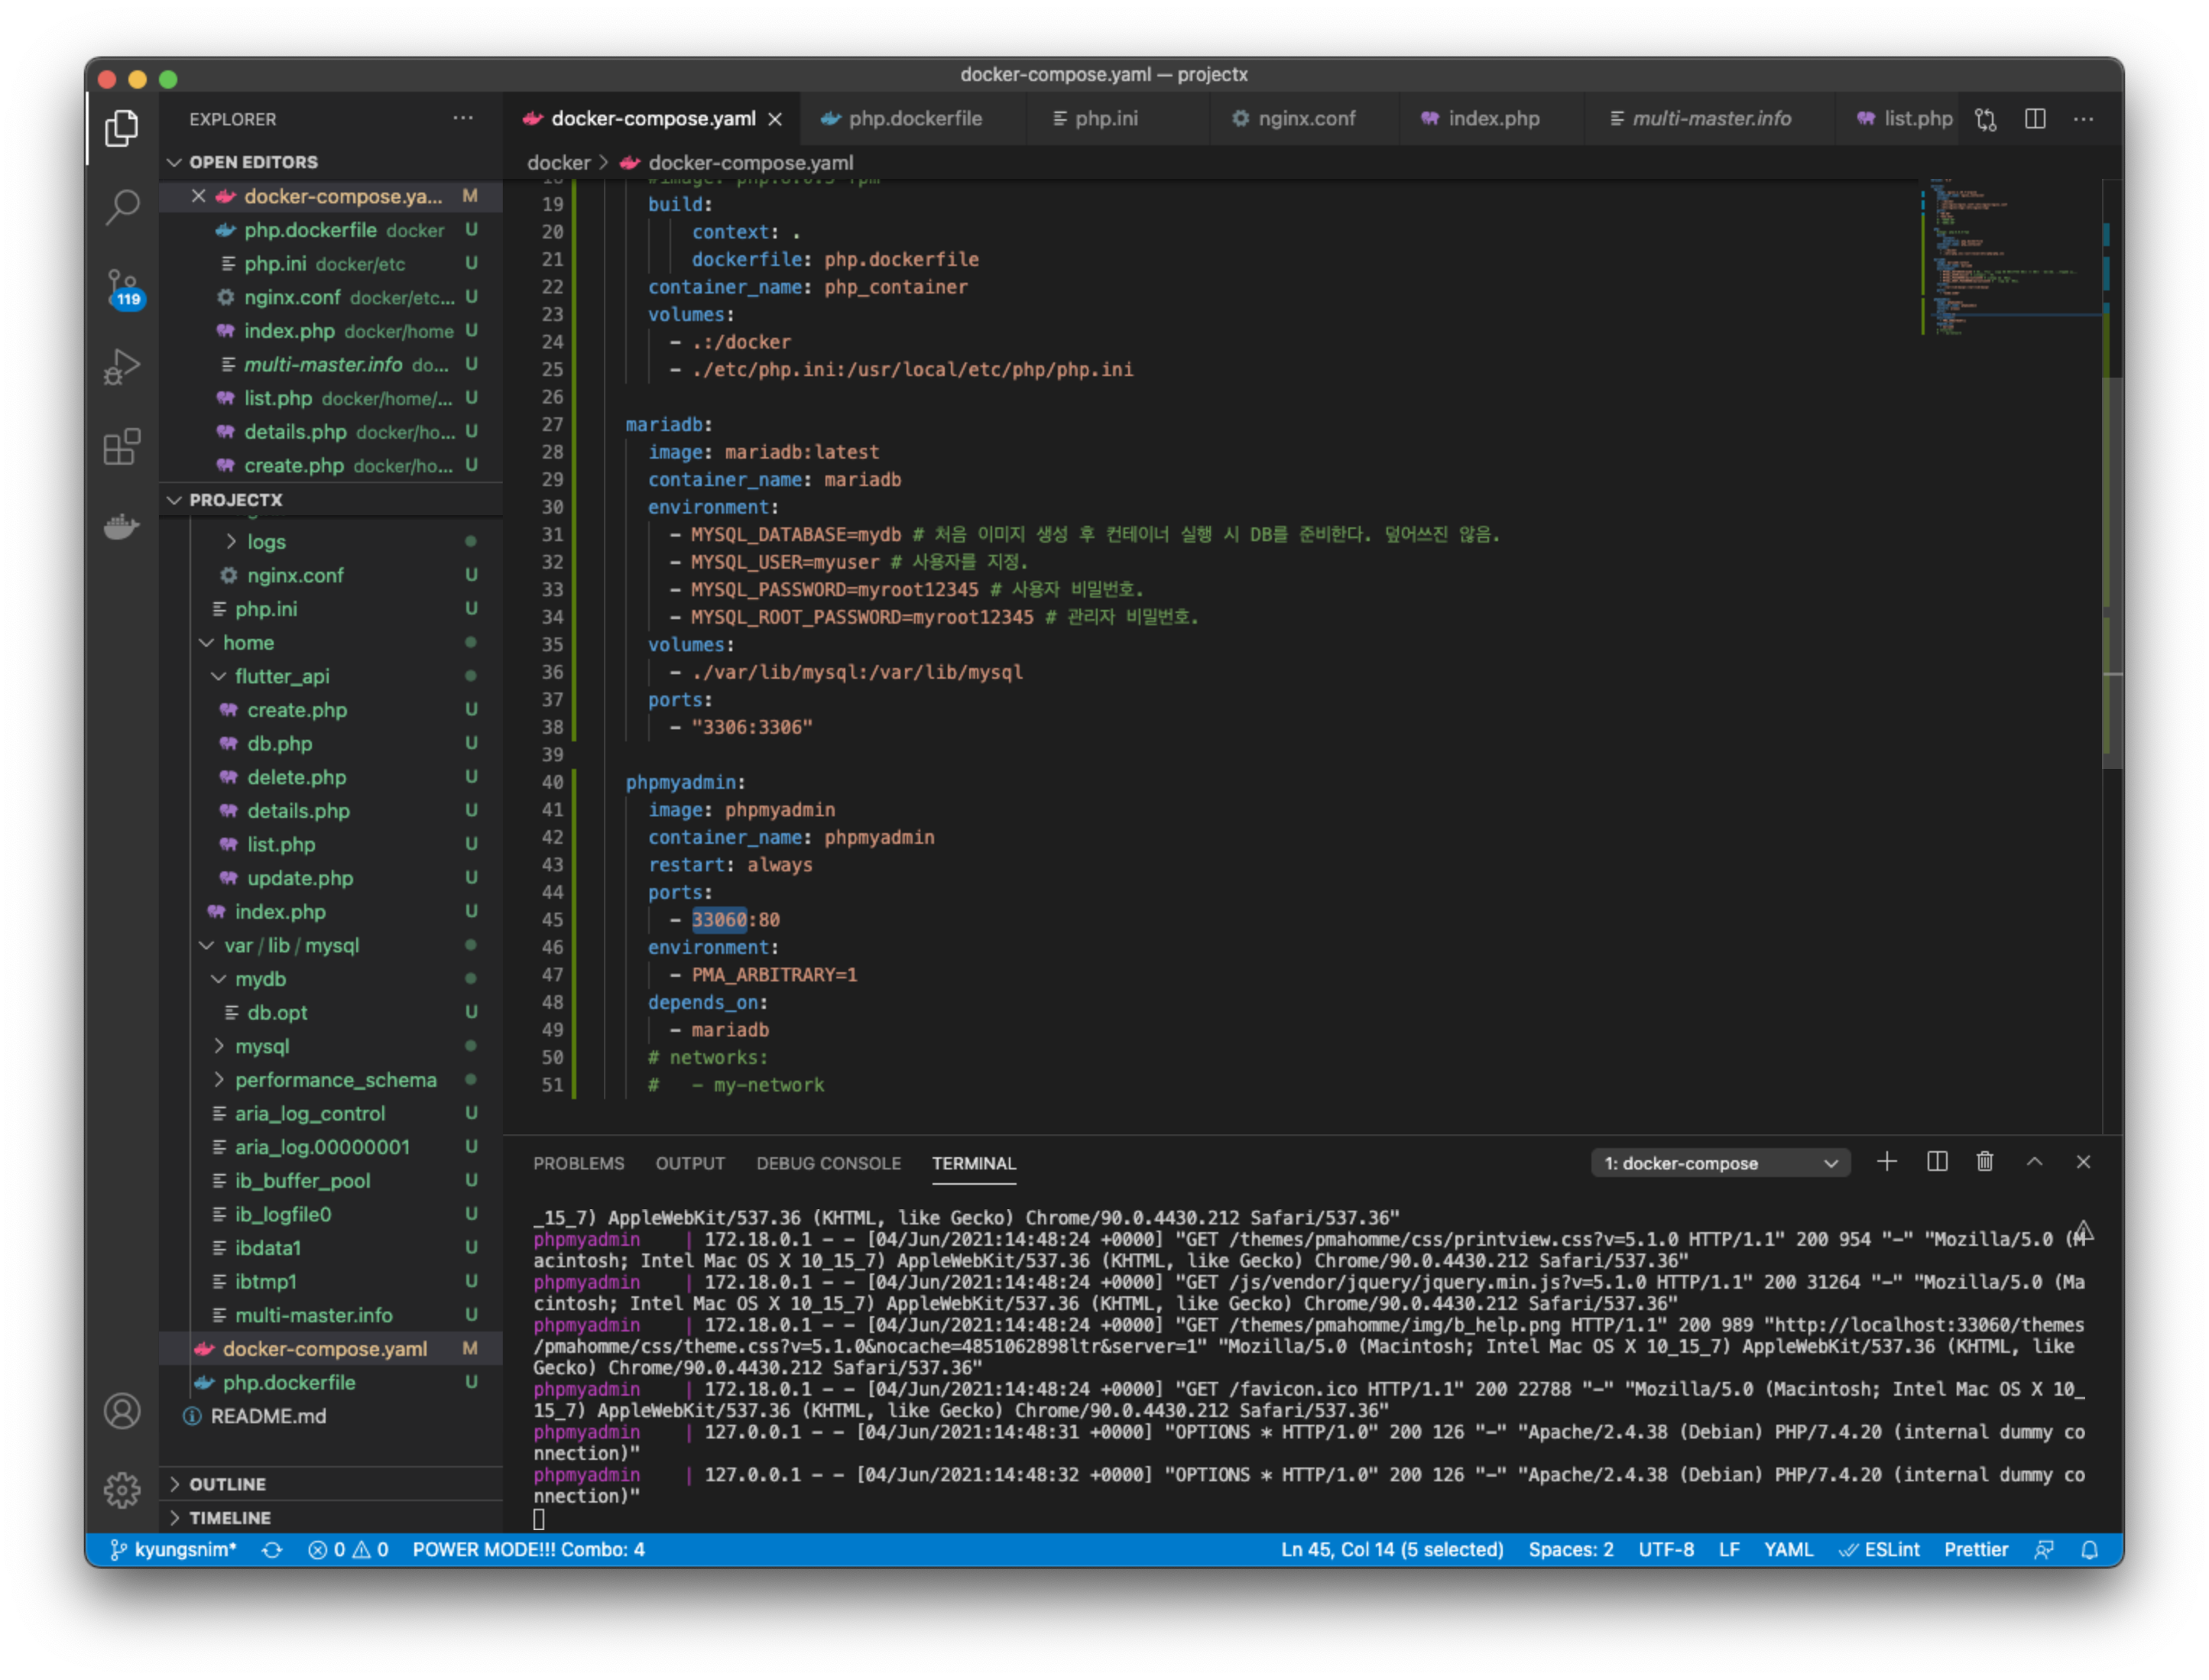 docker-compose.yaml — projectx
EXPLORER
OPEN EDITORS
docker-compose.ya... M
php.dockerfile docker U
php.ini docker/etc U
nginx.conf docker/etc... U
index.php docker/home U
multi-master.info do... U
list.php docker/home/... U
details.php docker/ho... U
create.php docker/ho... U
PROJECTX
logs
nginx.conf U
php.ini U
home
flutter_api
create.php U
db.php U
delete.php U
details.php U
list.php U
update.php U
index.php U
var / lib / mysql
mydb
db.opt U
mysql
performance_schema
aria_log_control U
aria_log.00000001 U
ib_buffer_pool U
ib_logfile0 U
ibdata1 U
ibtmp1 U
multi-master.info U
docker-compose.yaml M
php.dockerfile U
README.md
OUTLINE
TIMELINE
119
docker-compose.yaml php.dockerfile php.ini nginx.conf index.php multi-master.info list.php
docker > docker-compose.yaml
19 build:
20 context: .
21 dockerfile: php.dockerfile
22 container_name: php_container
23 volumes:
24 - .:/docker
25 - ./etc/php.ini:/usr/local/etc/php/php.ini
26
27 mariadb:
28 image: mariadb:latest
29 container_name: mariadb
30 environment:
31 - MYSQL_DATABASE=mydb # 처음 이미지 생성 후 컨테이너 실행 시 DB를 준비한다. 덮어쓰진 않음.
32 - MYSQL_USER=myuser # 사용자를 지정.
33 - MYSQL_PASSWORD=myroot12345 # 사용자 비밀번호.
34 - MYSQL_ROOT_PASSWORD=myroot12345 # 관리자 비밀번호.
35 volumes:
36 - ./var/lib/mysql:/var/lib/mysql
37 ports:
38 - "3306:3306"
39
40 phpmyadmin:
41 image: phpmyadmin
42 container_name: phpmyadmin
43 restart: always
44 ports:
45 - 33060:80
46 environment:
47 - PMA_ARBITRARY=1
48 depends_on:
49 - mariadb
50 # networks:
51 # - my-network
PROBLEMS OUTPUT DEBUG CONSOLE TERMINAL 1: docker-compose
_15_7) AppleWebKit/537.36 (KHTML, like Gecko) Chrome/90.0.4430.212 Safari/537.36"
phpmyadmin | 172.18.0.1 - - [04/Jun/2021:14:48:24 +0000] "GET /themes/pmahomme/css/printview.css?v=5.1.0 HTTP/1.1" 200 954 "-" "Mozilla/5.0 (M
acintosh; Intel Mac OS X 10_15_7) AppleWebKit/537.36 (KHTML, like Gecko) Chrome/90.0.4430.212 Safari/537.36"
phpmyadmin | 172.18.0.1 - - [04/Jun/2021:14:48:24 +0000] "GET /js/vendor/jquery/jquery.min.js?v=5.1.0 HTTP/1.1" 200 31264 "-" "Mozilla/5.0 (Ma
cintosh; Intel Mac OS X 10_15_7) AppleWebKit/537.36 (KHTML, like Gecko) Chrome/90.0.4430.212 Safari/537.36"
phpmyadmin | 172.18.0.1 - - [04/Jun/2021:14:48:24 +0000] "GET /themes/pmahomme/img/b_help.png HTTP/1.1" 200 989 "http://localhost:33060/themes
/pmahomme/css/theme.css?v=5.1.0&nocache=4851062898ltr&server=1" "Mozilla/5.0 (Macintosh; Intel Mac OS X 10_15_7) AppleWebKit/537.36 (KHTML, like
Gecko) Chrome/90.0.4430.212 Safari/537.36"
phpmyadmin | 172.18.0.1 - - [04/Jun/2021:14:48:24 +0000] "GET /favicon.ico HTTP/1.1" 200 22788 "-" "Mozilla/5.0 (Macintosh; Intel Mac OS X 10_
15_7) AppleWebKit/537.36 (KHTML, like Gecko) Chrome/90.0.4430.212 Safari/537.36"
phpmyadmin | 127.0.0.1 - - [04/Jun/2021:14:48:31 +0000] "OPTIONS * HTTP/1.0" 200 126 "-" "Apache/2.4.38 (Debian) PHP/7.4.20 (internal dummy co
nnection)"
phpmyadmin | 127.0.0.1 - - [04/Jun/2021:14:48:32 +0000] "OPTIONS * HTTP/1.0" 200 126 "-" "Apache/2.4.38 (Debian) PHP/7.4.20 (internal dummy co
nnection)"
kyungsnim* 0 0 POWER MODE!!! Combo: 4 Ln 45, Col 14 (5 selected) Spaces: 2 UTF-8 LF YAML ESLint Prettier